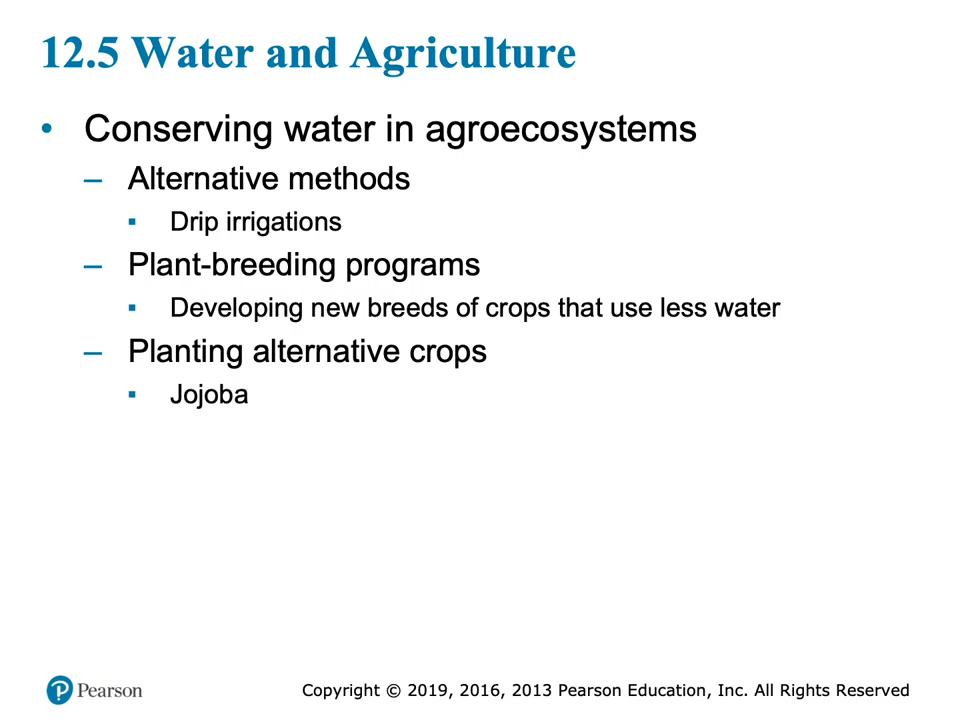 12.5 Water and Agriculture
• Conserving water in agroecosystems
– Alternative methods
▪ Drip irrigations
– Plant-breeding programs
▪ Developing new breeds of crops that use less water
– Planting alternative crops
▪ Jojoba
Pearson
Copyright © 2019, 2016, 2013 Pearson Education, Inc. All Rights Reserved